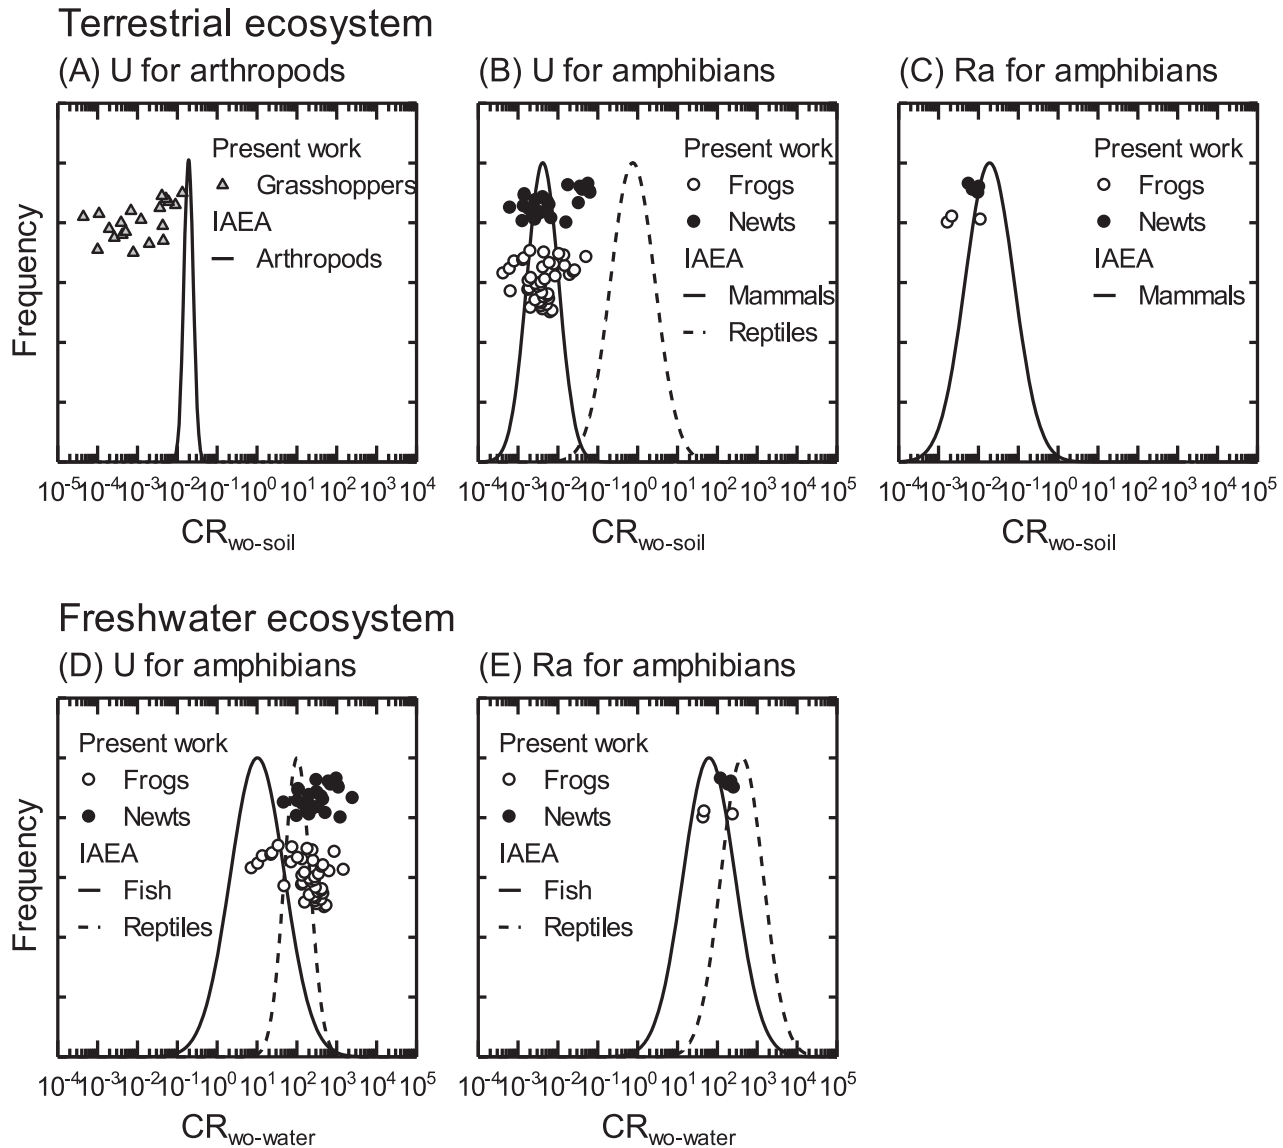 Terrestrial ecosystem
(A) U for arthropods
(B) U for amphibians
(C) Ra for amphibians
Frequency
Present work
Grasshoppers
IAEA
Arthropods
10-5 10-4 10-3 10-2 10-1 100 101 102 103 104
CRwo-soil
Present work
Frogs
Newts
IAEA
Mammals
Reptiles
10-4 10-3 10-2 10-1 100 101 102 103 104 105
CRwo-soil
Present work
Frogs
Newts
IAEA
Mammals
10-4 10-3 10-2 10-1 100 101 102 103 104 105
CRwo-soil
Freshwater ecosystem
(D) U for amphibians
(E) Ra for amphibians
Frequency
Present work
Frogs
Newts
IAEA
Fish
Reptiles
10-4 10-3 10-2 10-1 100 101 102 103 104 105
CRwo-water
Present work
Frogs
Newts
IAEA
Fish
Reptiles
10-4 10-3 10-2 10-1 100 101 102 103 104 105
CRwo-water